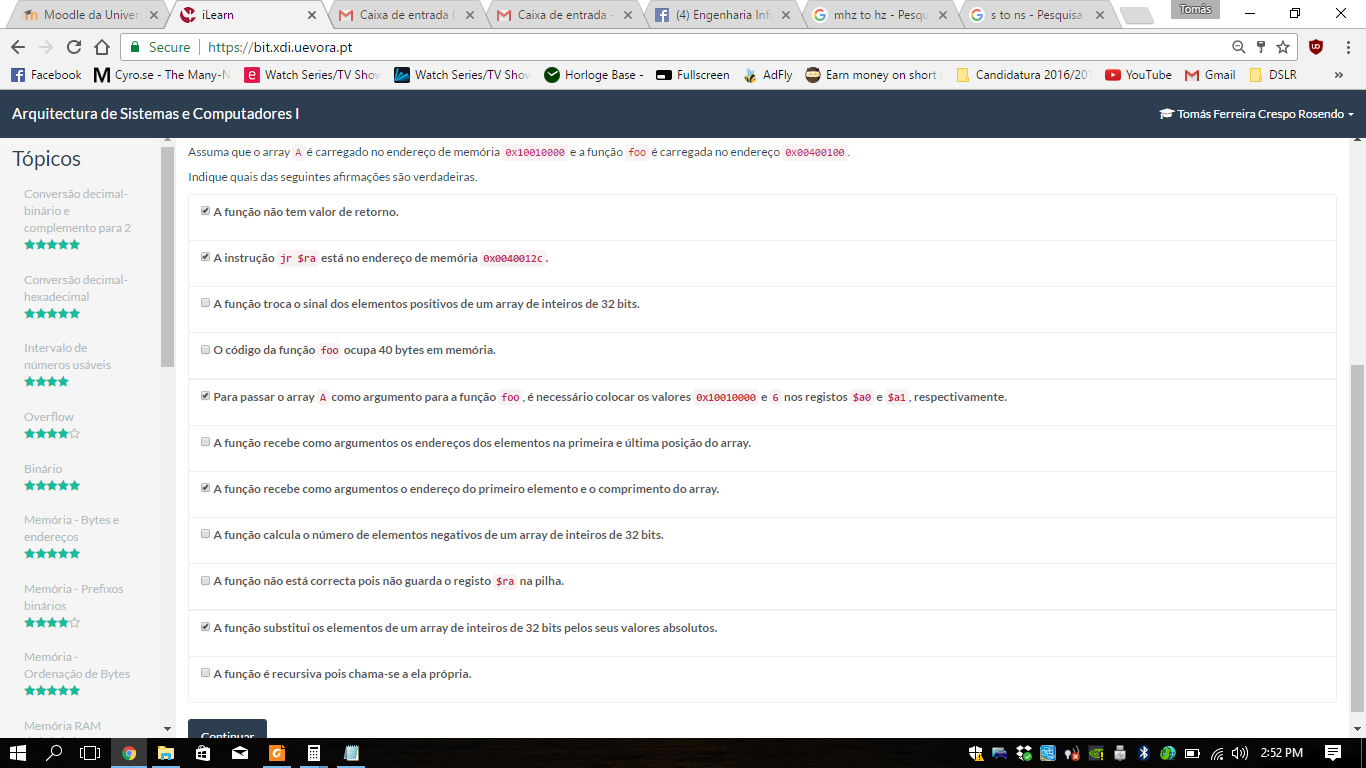 Moodle da Univer
iLearn
Caixa de entrada (
Caixa de entrada -
(4) Engenharia Inf
mhz to hz - Pesqu
s to ns - Pesquisa
Tomás
Secure
https://bit.xdi.uevora.pt
Facebook
Cyro.se - The Many-N
Watch Series/TV Show
Watch Series/TV Show
Horloge Base -
Fullscreen
AdFly
Earn money on short
Candidatura 2016/20
YouTube
Gmail
DSLR
»
Arquitectura de Sistemas e Computadores I
Tomás Ferreira Crespo Rosendo
Tópicos
Conversão decimal-
binário e
complemento para 2
Conversão decimal-
hexadecimal
Intervalo de
números usáveis
Overflow
Binário
Memória - Bytes e
endereços
Memória - Prefixos
binários
Memória -
Ordenação de Bytes
Memória RAM
Assuma que o array A é carregado no endereço de memória 0x10010000 e a função foo é carregada no endereço 0x00400100 .
Indique quais das seguintes afirmações são verdadeiras.
A função não tem valor de retorno.
A instrução jr $ra está no endereço de memória 0x0040012c .
A função troca o sinal dos elementos positivos de um array de inteiros de 32 bits.
O código da função foo ocupa 40 bytes em memória.
Para passar o array A como argumento para a função foo , é necessário colocar os valores 0x10010000 e 6 nos registos $a0 e $a1 , respectivamente.
A função recebe como argumentos os endereços dos elementos na primeira e última posição do array.
A função recebe como argumentos o endereço do primeiro elemento e o comprimento do array.
A função calcula o número de elementos negativos de um array de inteiros de 32 bits.
A função não está correcta pois não guarda o registo $ra na pilha.
A função substitui os elementos de um array de inteiros de 32 bits pelos seus valores absolutos.
A função é recursiva pois chama-se a ela própria.
Continuar
2:52 PM